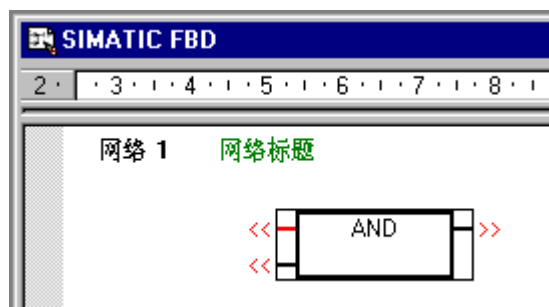 SIMATIC FBD
2 · · 3 · ı · 4 · ı · 5 · ı · 6 · ı · 7 · ı · 8 · ı
网络 1 网络标题
<< AND >>
<<